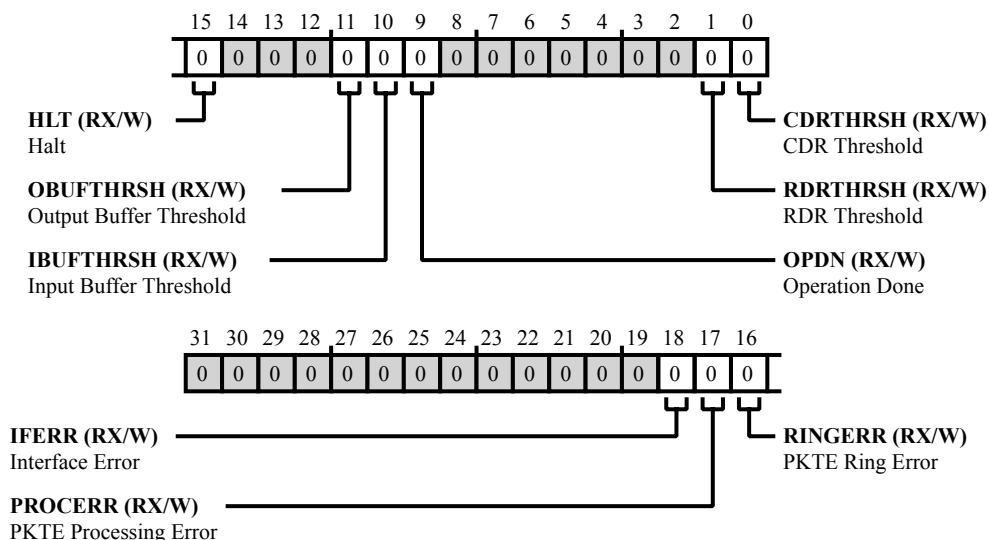 15 14 13 12 11 10 9 8 7 6 5 4 3 2 1 0
0 0 0 0 0 0 0 0 0 0 0 0 0 0 0 0
HLT (RX/W)
Halt
CDRTHRSH (RX/W)
CDR Threshold
OBUFTHRSH (RX/W)
Output Buffer Threshold
RDRTHRSH (RX/W)
RDR Threshold
IBUFTHRSH (RX/W)
Input Buffer Threshold
OPDN (RX/W)
Operation Done
31 30 29 28 27 26 25 24 23 22 21 20 19 18 17 16
0 0 0 0 0 0 0 0 0 0 0 0 0 0 0 0
IFERR (RX/W)
Interface Error
RINGERR (RX/W)
PKTE Ring Error
PROCERR (RX/W)
PKTE Processing Error